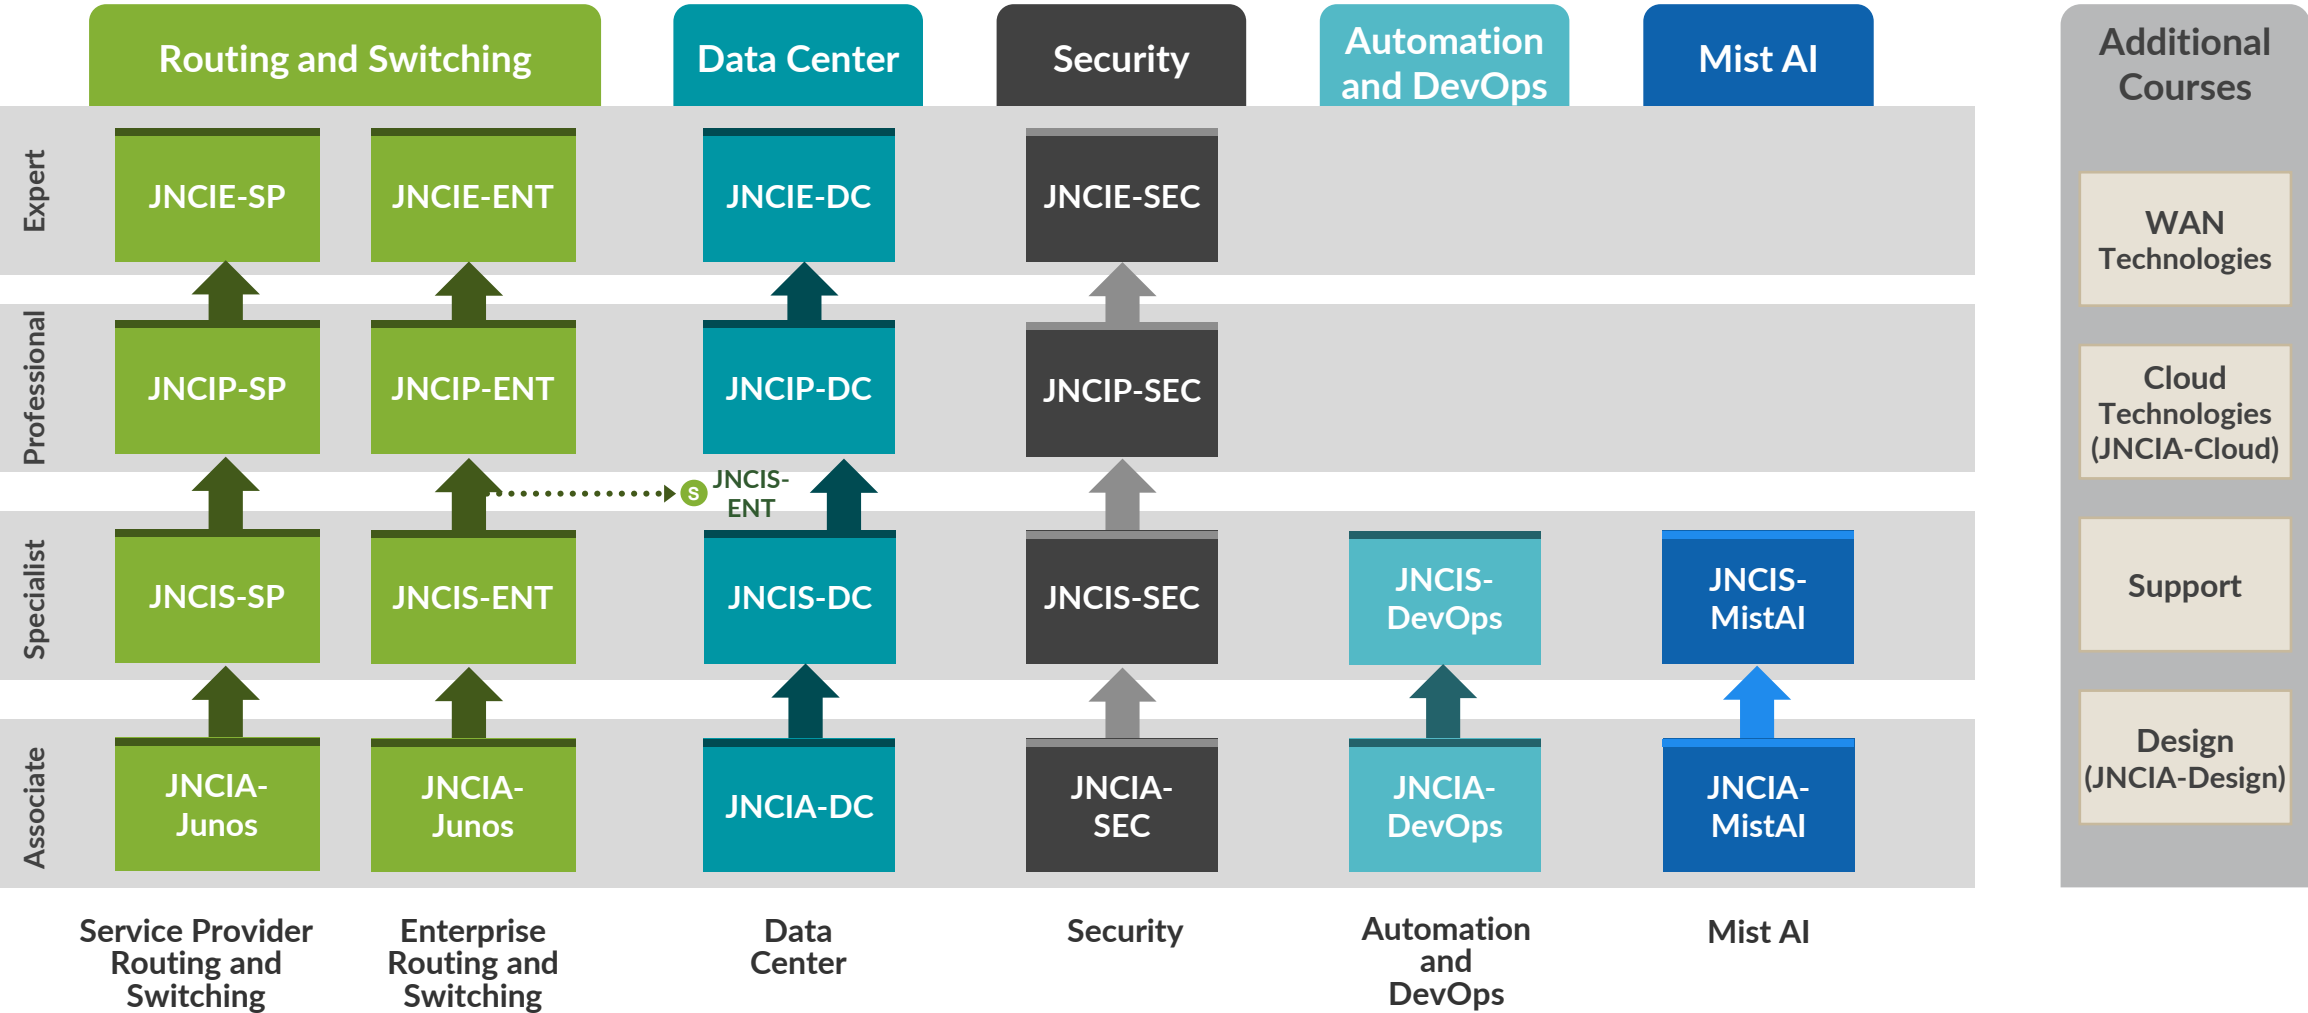 Routing and Switching
Data Center
Security
Automation
and DevOps
Mist AI
Additional
Courses
Expert
JNCIE-SP
JNCIE-ENT
JNCIE-DC
JNCIE-SEC
WAN
Technologies
Professional
JNCIP-SP
JNCIP-ENT
JNCIP-DC
JNCIP-SEC
Cloud
Technologies
(JNCIA-Cloud)
S
JNCIS-
ENT
Specialist
JNCIS-SP
JNCIS-ENT
JNCIS-DC
JNCIS-SEC
JNCIS-
DevOps
JNCIS-
MistAI
Support
Associate
JNCIA-
Junos
JNCIA-
Junos
JNCIA-DC
JNCIA-
SEC
JNCIA-
DevOps
JNCIA-
MistAI
Design
(JNCIA-Design)
Service Provider
Routing and
Switching
Enterprise
Routing and
Switching
Data
Center
Security
Automation
and
DevOps
Mist AI